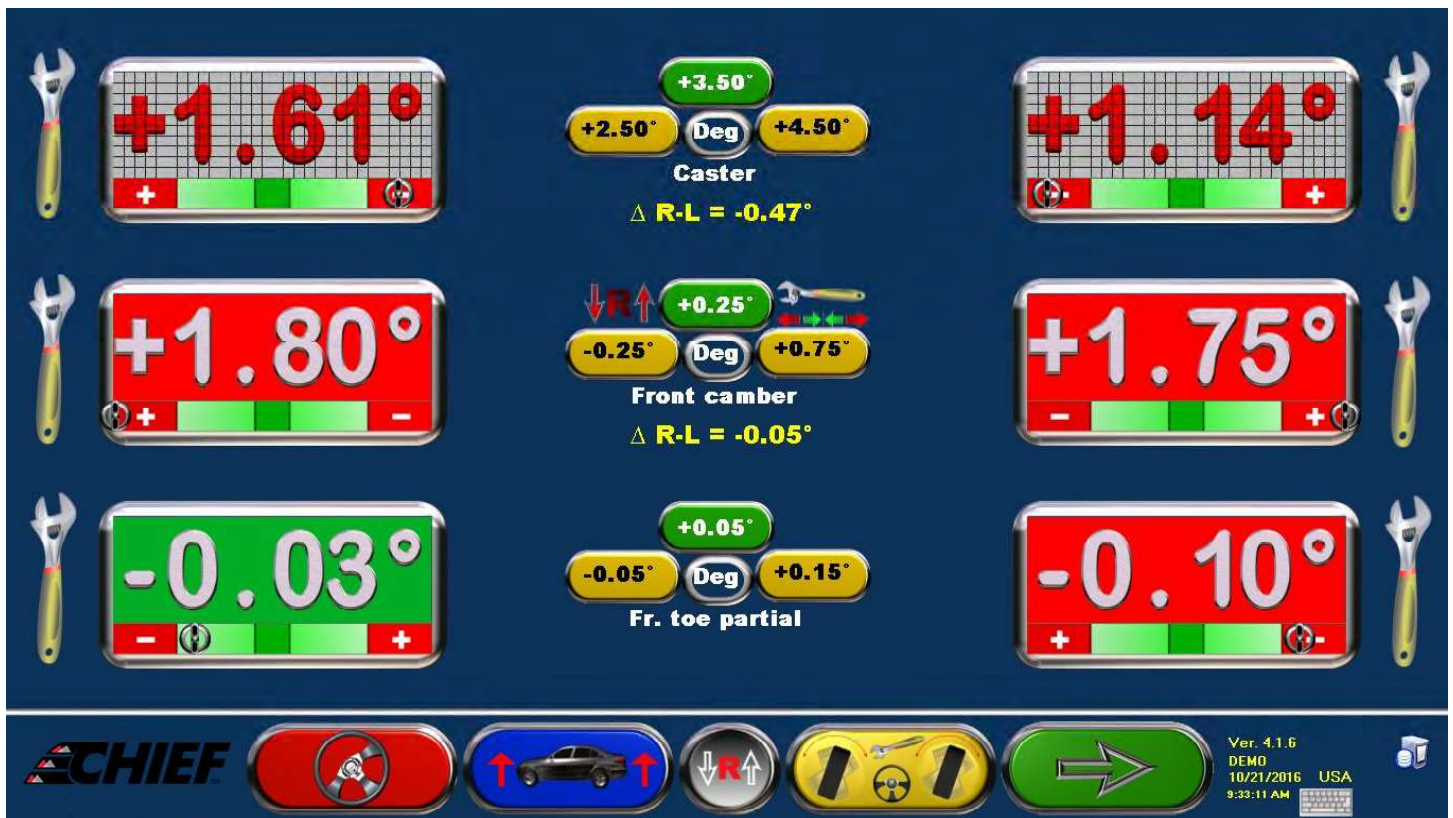 +1.61°
+3.50°
+2.50° Deg +4.50°
Caster
Δ R-L = -0.47°
+1.14°
+ -
- +
+1.80°
R +0.25°
-0.25° Deg +0.75°
Front camber
Δ R-L = -0.05°
+1.75°
+ -
- +
-0.03°
+0.05°
-0.05° Deg +0.15°
Fr. toe partial
-0.10°
- +
+ -
CHIEF
R
Ver. 4.1.6
DEMO
10/21/2016 USA
9:33:11 AM